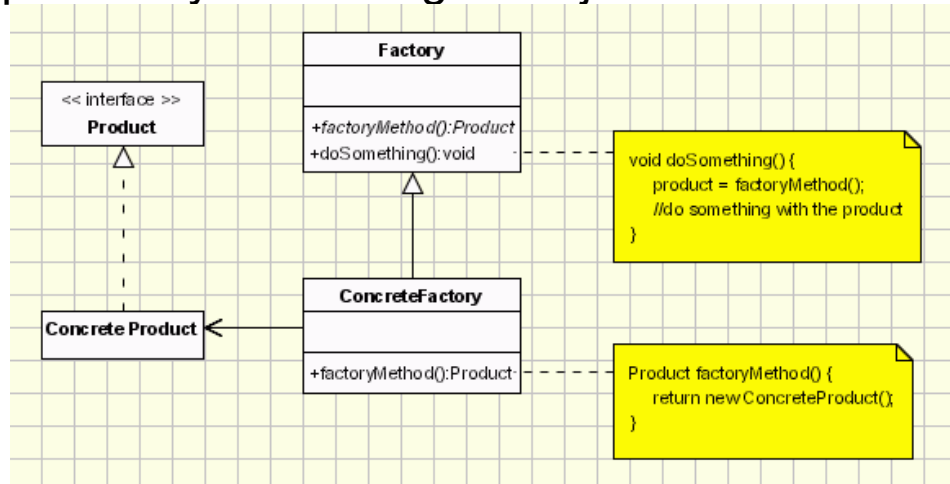 Factory
<< interface >>
Product
+factoryMethod():Product
+doSomething():void
void doSomething() {
product = factoryMethod();
//do something with the product
}
ConcreteFactory
Concrete Product
+factoryMethod():Product
Product factoryMethod() {
return new ConcreteProduct();
}